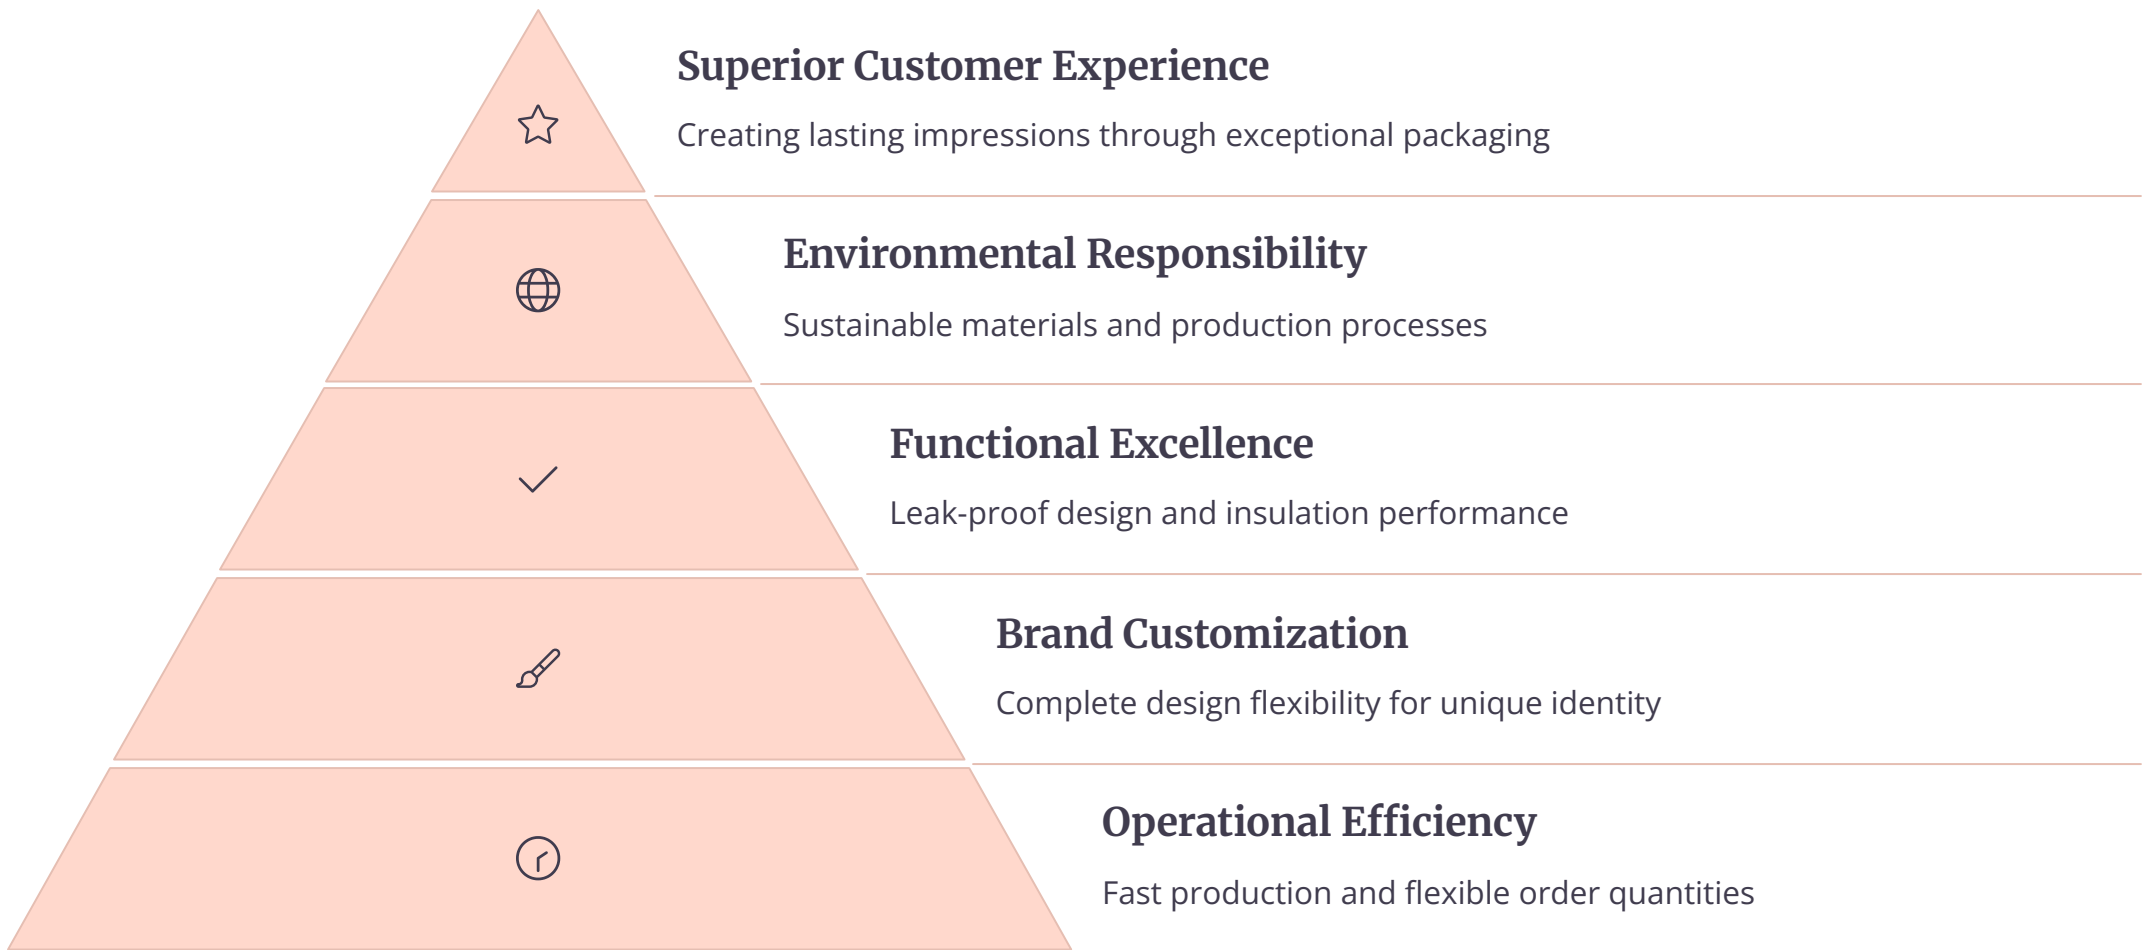 Superior Customer Experience
Creating lasting impressions through exceptional packaging
Environmental Responsibility
Sustainable materials and production processes
Functional Excellence
Leak-proof design and insulation performance
Brand Customization
Complete design flexibility for unique identity
Operational Efficiency
Fast production and flexible order quantities